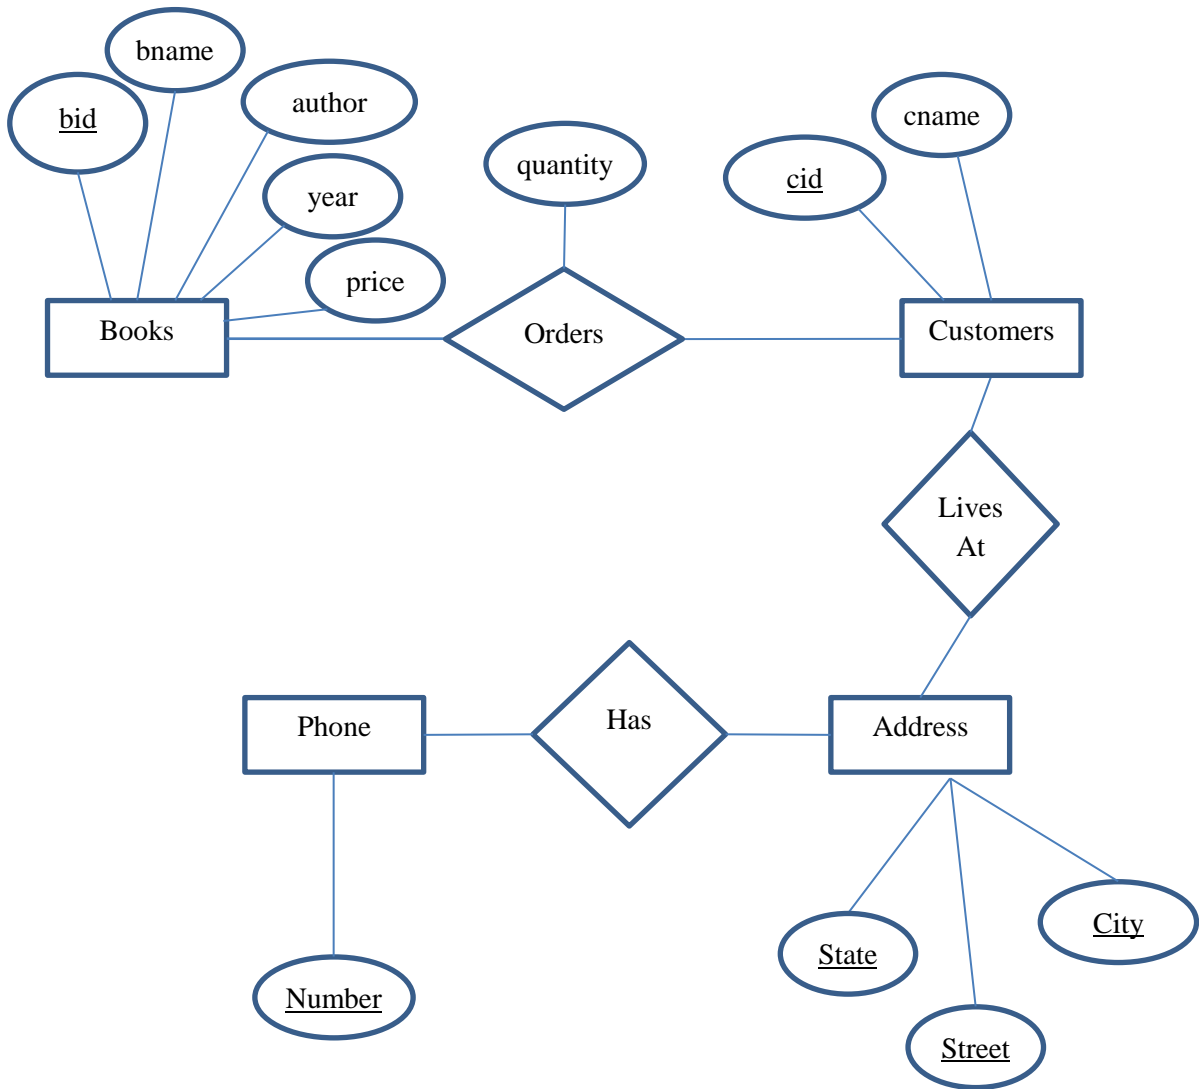 bname
bid
author
cname
quantity
cid
year
price
Books
Orders
Customers
Lives
At
Phone
Has
Address
State
City
Number
Street